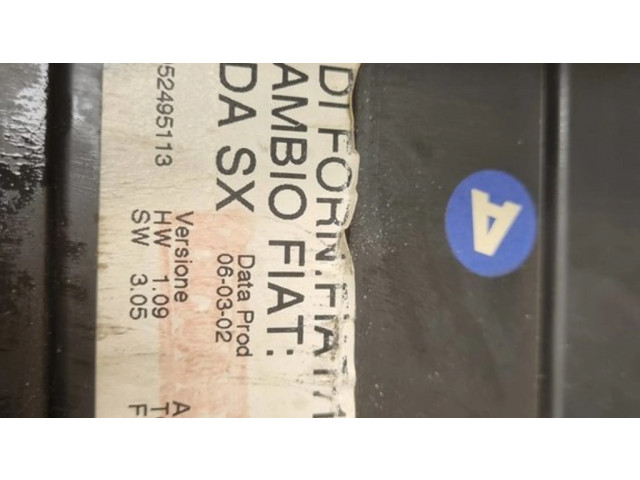 DI FORN.FIAT/
AMBIO FIAT:
DA SX
Data Prod
06-03-02
52495113
Versione
HW 1.09
SW 3.05
A